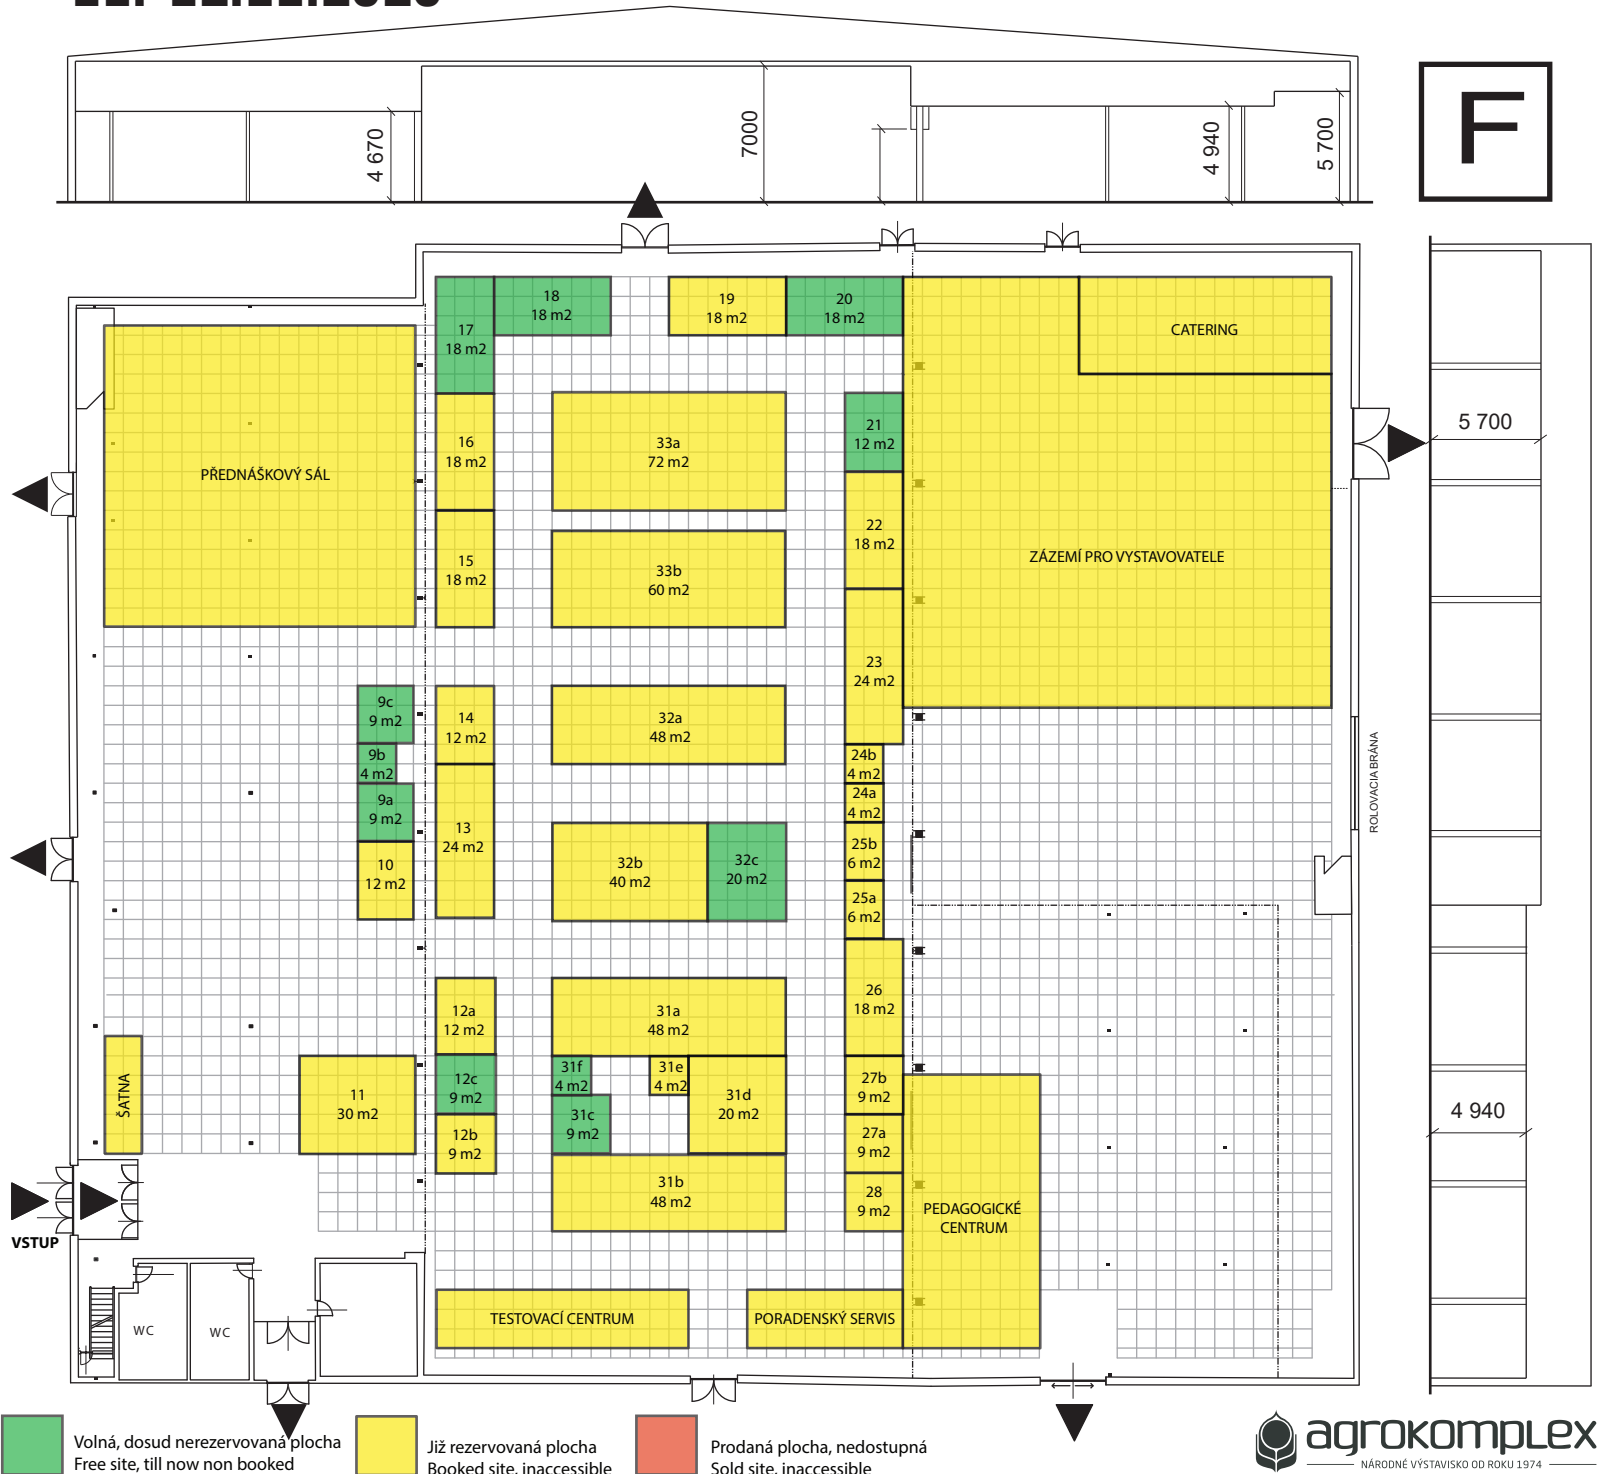 4 670
7000
4 940
5 700
F
18
18 m2
19
18 m2
20
18 m2
17
18 m2
CATERING
5 700
21
12 m2
16
18 m2
33a
72 m2
PŘEDNÁŠKOVÝ SÁL
22
18 m2
ZÁZEMÍ PRO VYSTAVOVATELE
15
18 m2
33b
60 m2
23
24 m2
9c
9 m2
14
12 m2
32a
48 m2
9b
4 m2
24b
4 m2
ROLOVACIA BRÁNA
9a
9 m2
24a
4 m2
13
24 m2
25b
6 m2
10
12 m2
32b
40 m2
32c
20 m2
25a
6 m2
26
18 m2
12a
12 m2
31a
48 m2
ŠATNA
11
30 m2
12c
9 m2
31f
4 m2
31e
4 m2
31d
20 m2
27b
9 m2
4 940
31c
9 m2
12b
9 m2
27a
9 m2
31b
48 m2
28
9 m2
PEDAGOGICKÉ
CENTRUM
VSTUP
WC
WC
TESTOVACÍ CENTRUM
PORADENSKÝ SERVIS
Volná, dosud nerezervovaná plocha
Free site, till now non booked
Již rezervovaná plocha
Booked site, inaccessible
Prodaná plocha, nedostupná
Sold site, inaccessible
agrokomplex
NÁRODNÉ VÝSTAVISKO OD ROKU 1974